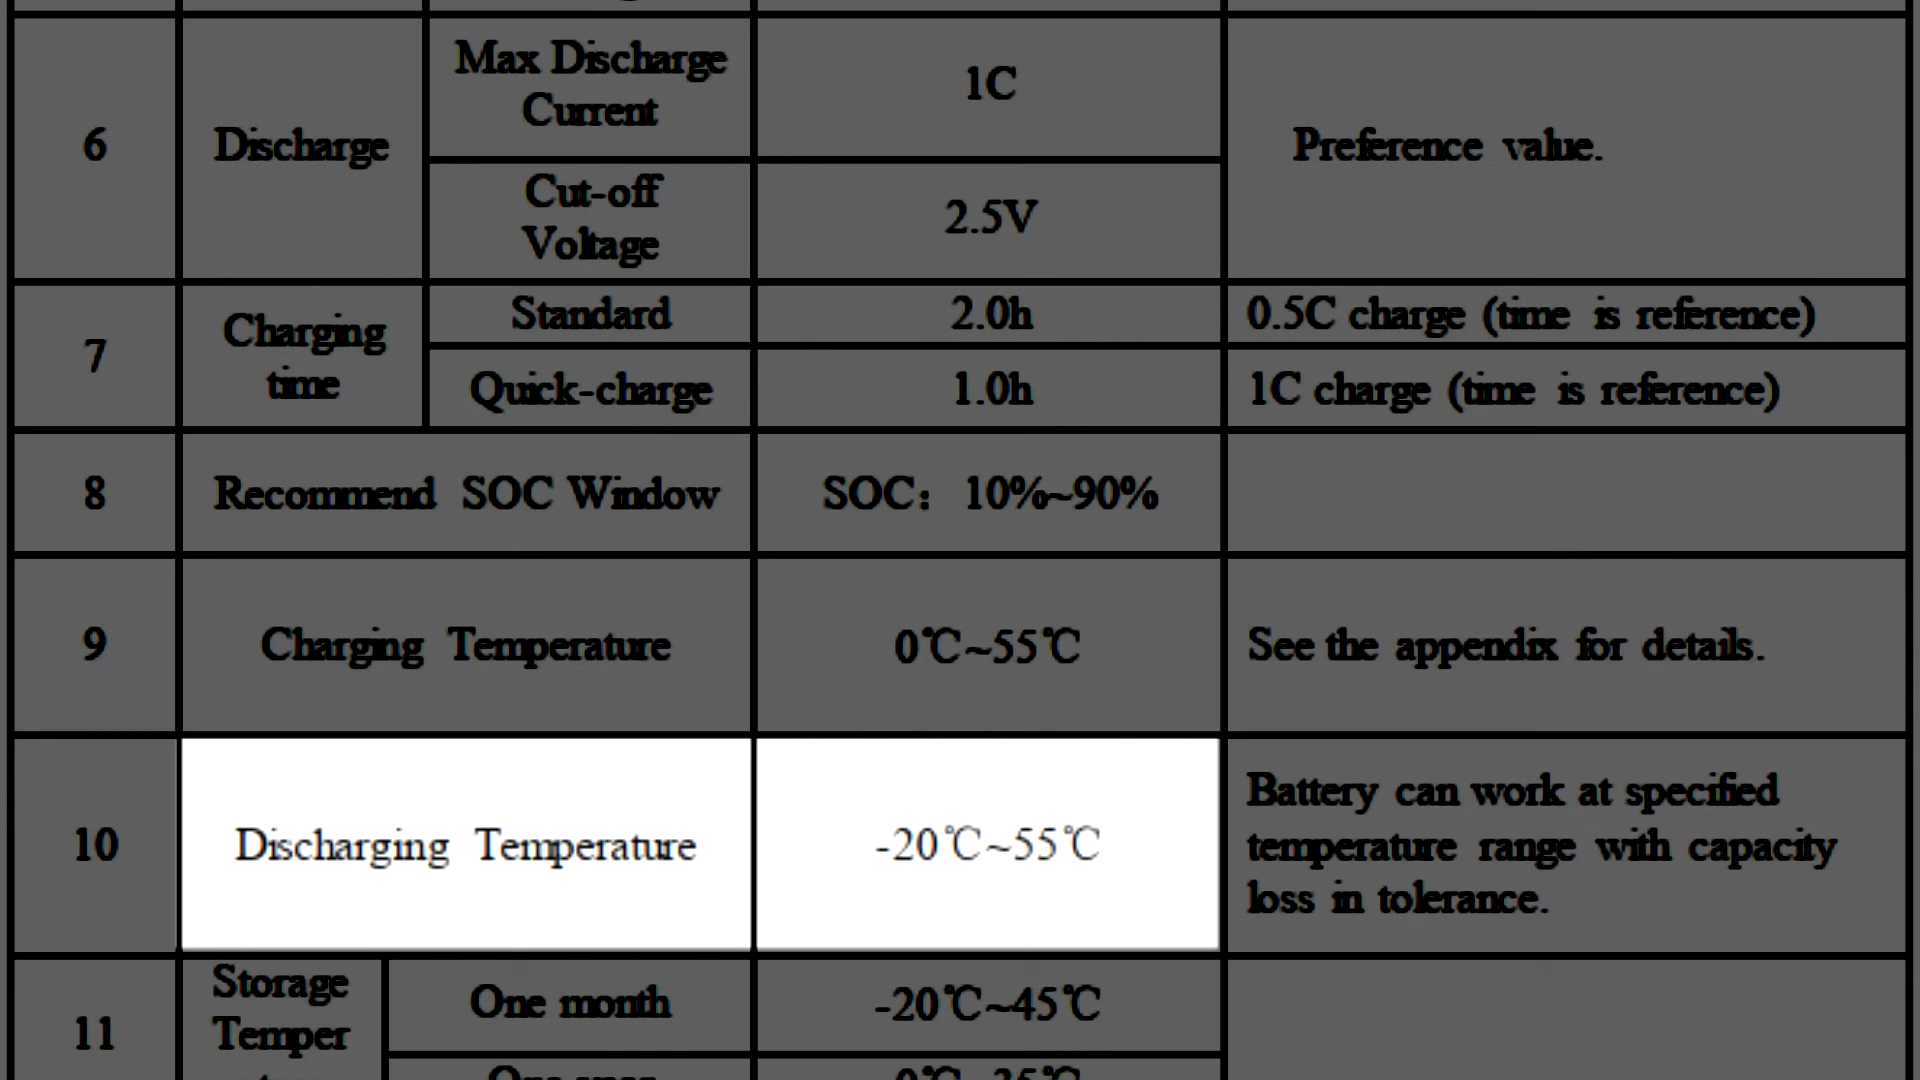 6
Discharge
Max Discharge
Current
1C
Preference value.
Cut-off
Voltage
2.5V
7
Charging
time
Standard
2.0h
0.5C charge (time is reference)
Quick-charge
1.0h
1C charge (time is reference)
8
Recommend SOC Window
SOC： 10%~90%
9
Charging Temperature
0℃~55℃
See the appendix for details.
10
Discharging Temperature
-20℃~55℃
Battery can work at specified
temperature range with capacity
loss in tolerance.
11
Storage
Temper
One month
-20℃~45℃